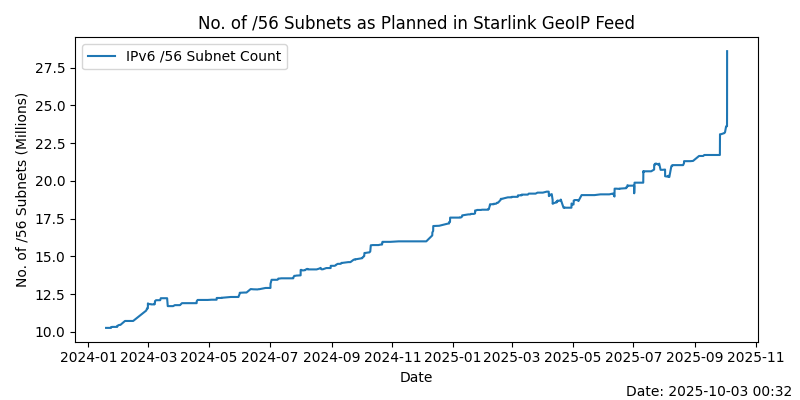 No. of /56 Subnets as Planned in Starlink GeoIP Feed
IPv6 /56 Subnet Count
No. of /56 Subnets (Millions)
27.5
25.0
22.5
20.0
17.5
15.0
12.5
10.0
2024-01 2024-03 2024-05 2024-07 2024-09 2024-11 2025-01 2025-03 2025-05 2025-07 2025-09 2025-11
Date
Date: 2025-10-03 00:32